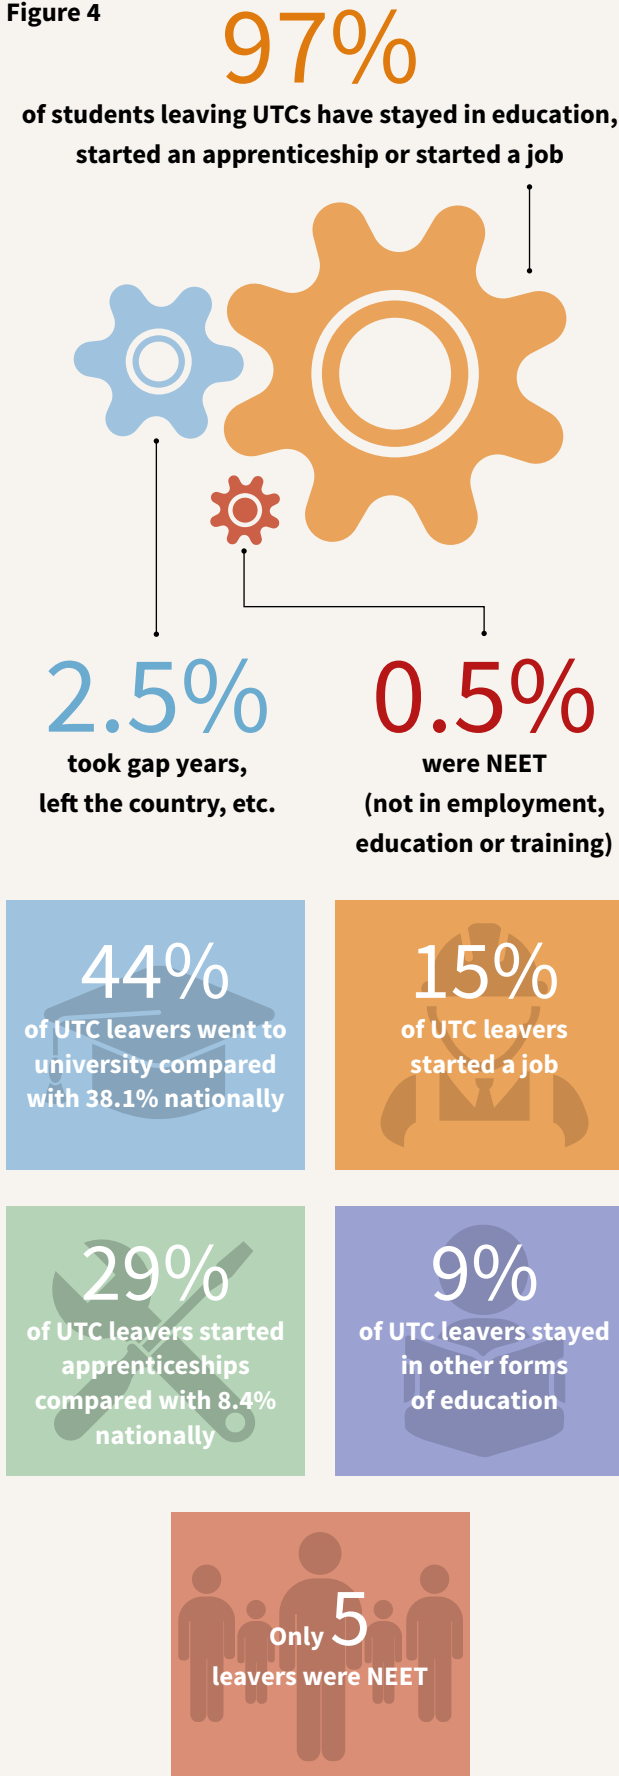 Figure 4
97%
of students leaving UTCs have stayed in education,
started an apprenticeship or started a job
2.5%
took gap years,
left the country, etc.
0.5%
were NEET
(not in employment,
education or training)
44%
of UTC leavers went to
university compared
with 38.1% nationally
15%
of UTC leavers
started a job
29%
of UTC leavers started
apprenticeships
compared with 8.4%
nationally
9%
of UTC leavers stayed
in other forms
of education
Only 5
leavers were NEET